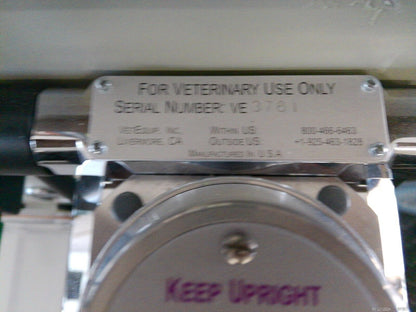 FOR VETERINARY USE ONLY
SERIAL NUMBER: VE 3761
VETEQUIP, INC. WITHIN US: 800-466-6463
LIVERMORE, CA OUTSIDE US: +1-925-463-1828
MANUFACTURED IN U.S.A.
KEEP UPRIGHT